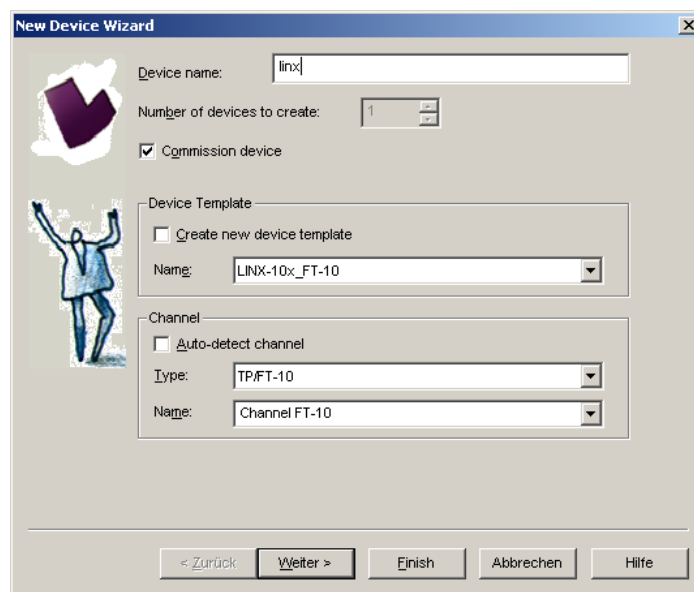 New Device Wizard
Device name: linx
Number of devices to create: 1
Commission device
Device Template
Create new device template
Name: LINX-10x_FT-10
Channel
Auto-detect channel
Type: TP/FT-10
Name: Channel FT-10
< Zurück Weiter > Finish Abbrechen Hilfe